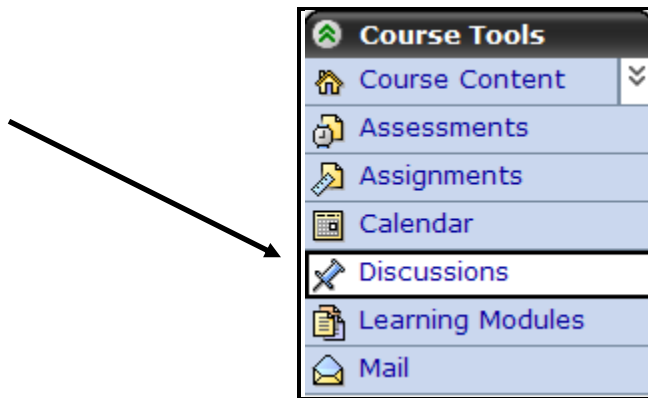 Course Tools
Course Content
Assessments
Assignments
Calendar
Discussions
Learning Modules
Mail